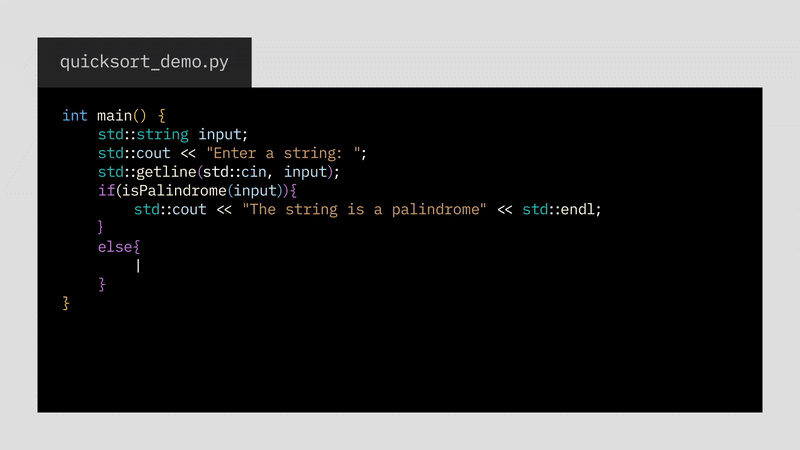 quicksort_demo.py
int main() {
std::string input;
std::cout << "Enter a string: ";
std::getline(std::cin, input);
if(isPalindrome(input)){
std::cout << "The string is a palindrome" << std::endl;
}
else{
}
}